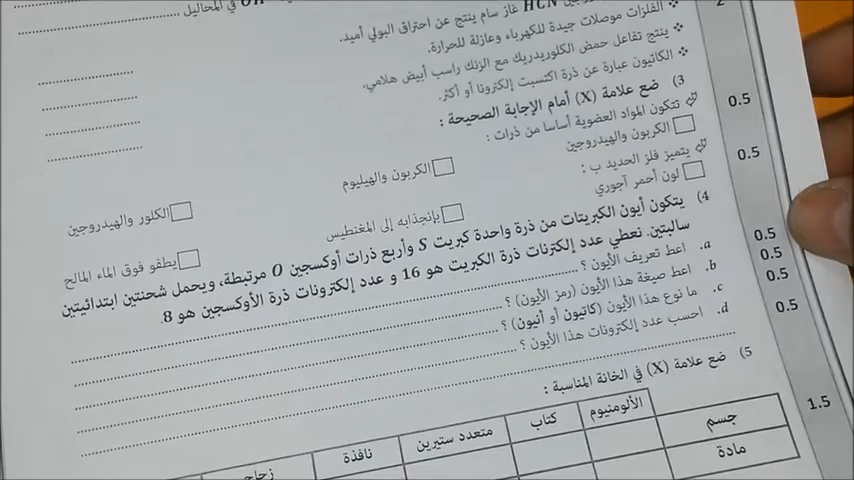 في المحاليل
HCN غاز سام ينتج عن احتراق البولي أميد.
الفلزات موصلات جيدة للكهرباء وعازلة للحرارة.
ينتج تفاعل حمض الكلوريدريك مع الزنك راسب أبيض هلامي.
الكاتيون عبارة عن ذرة اكتسبت إلكترونا أو أكثر.
3) ضع علامة (X) أمام الإجابة الصحيحة :
0.5
تتكون المواد العضوية أساسا من ذرات :
الكربون والهيدروجين
الكربون والهيليوم
الكلور والهيدروجين
0.5
يتميز فلز الحديد ب :
لون أحمر آجوري
بإنجذابه إلى المغنطيس
يطفو فوق الماء المالح
4) يتكون أيون الكبريتات من ذرة واحدة كبريت S وأربع ذرات أوكسجين O مرتبطة، ويحمل شحنتين ابتدائيتين
سالبتين. نعطي عدد إلكترنات ذرة الكبريت هو 16 و عدد إلكترونات ذرة الأوكسجين هو 8.
0.5
a. اعط تعريف الأيون ؟
0.5
b. اعط صيغة هذا الأيون (رمز الأيون) ؟
0.5
c. ما نوع هذا الأيون (كاتيون أو أنيون) ؟
0.5
d. احسب عدد إلكترونات هذا الأيون ؟
5) ضع علامة (X) في الخانة المناسبة :
1.5
جسم
مادة
الألومنيوم
كتاب
متعدد ستيرين
نافذة
زجاج